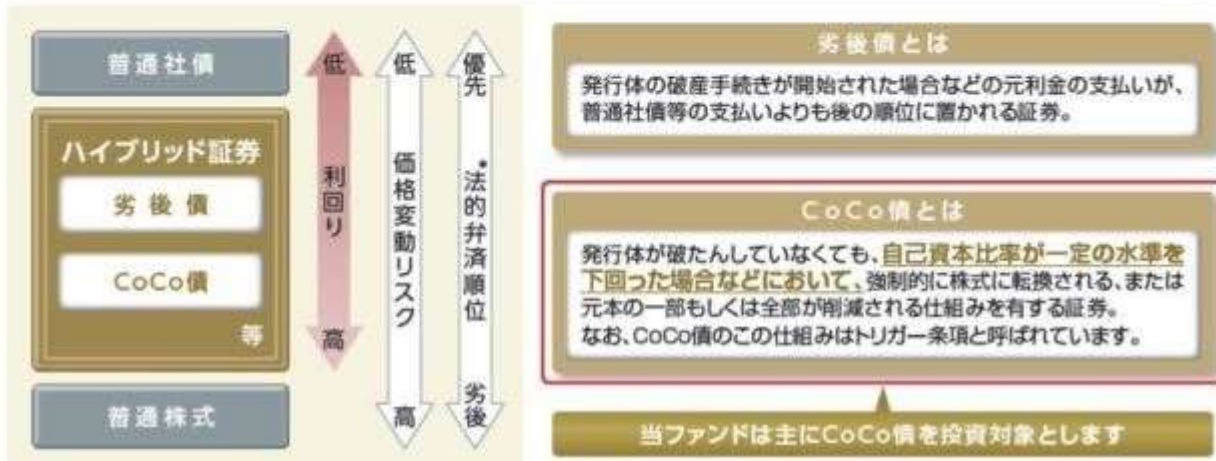 普通社債
ハイブリッド証券
劣後債
CoCo債
等
普通株式
低
利回り
高
低
価格変動リスク
高
優先
*法的弁済順位
劣後
劣後債とは
発行体の破産手続きが開始された場合などの元利金の支払いが、
普通社債等の支払いよりも後の順位に置かれる証券。
CoCo債とは
発行体が破たんしていなくても、自己資本比率が一定の水準を
下回った場合などにおいて、強制的に株式に転換される、または
元本の一部もしくは全部が削減される仕組みを有する証券。
なお、CoCo債のこの仕組みはトリガー条項と呼ばれています。
当ファンドは主にCoCo債を投資対象とします